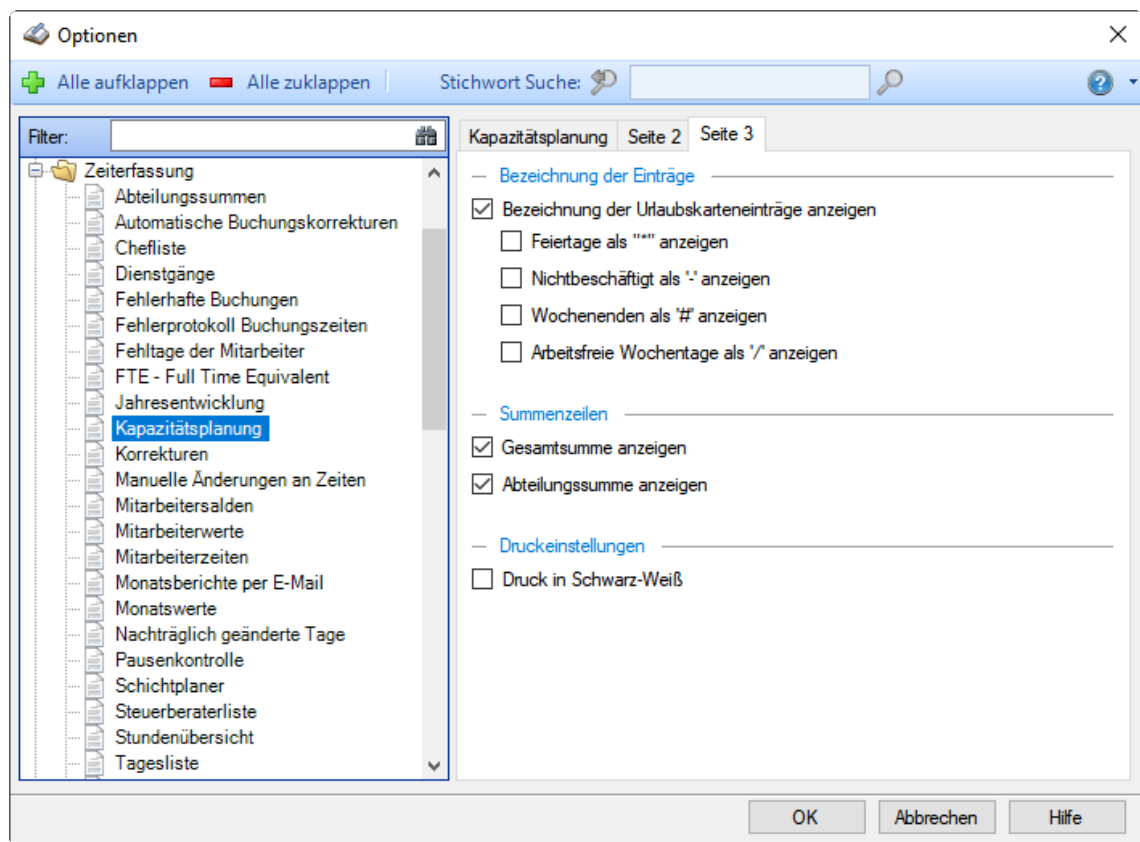 Optionen
Alle aufklappen Alle zuklappen Stichwort Suche:
Filter:
Zeiterfassung
Abteilungssummen
Automatische Buchungskorrekturen
Chefliste
Dienstgänge
Fehlerhafte Buchungen
Fehlerprotokoll Buchungszeiten
Fehltage der Mitarbeiter
FTE - Full Time Equivalent
Jahresentwicklung
Kapazitätsplanung
Korrekturen
Manuelle Änderungen an Zeiten
Mitarbeitersalden
Mitarbeiterwerte
Mitarbeiterzeiten
Monatsberichte per E-Mail
Monatswerte
Nachträglich geänderte Tage
Pausenkontrolle
Schichtplaner
Steuerberaterliste
Stundenübersicht
Tagesliste
Kapazitätsplanung Seite 2 Seite 3
Bezeichnung der Einträge
Bezeichnung der Urlaubskarteneinträge anzeigen
Feiertage als "*" anzeigen
Nichtbeschäftigt als '-' anzeigen
Wochenenden als '#' anzeigen
Arbeitsfreie Wochentage als '/' anzeigen
Summenzeilen
Gesamtsumme anzeigen
Abteilungssumme anzeigen
Druckeinstellungen
Druck in Schwarz-Weiß
OK Abbrechen Hilfe